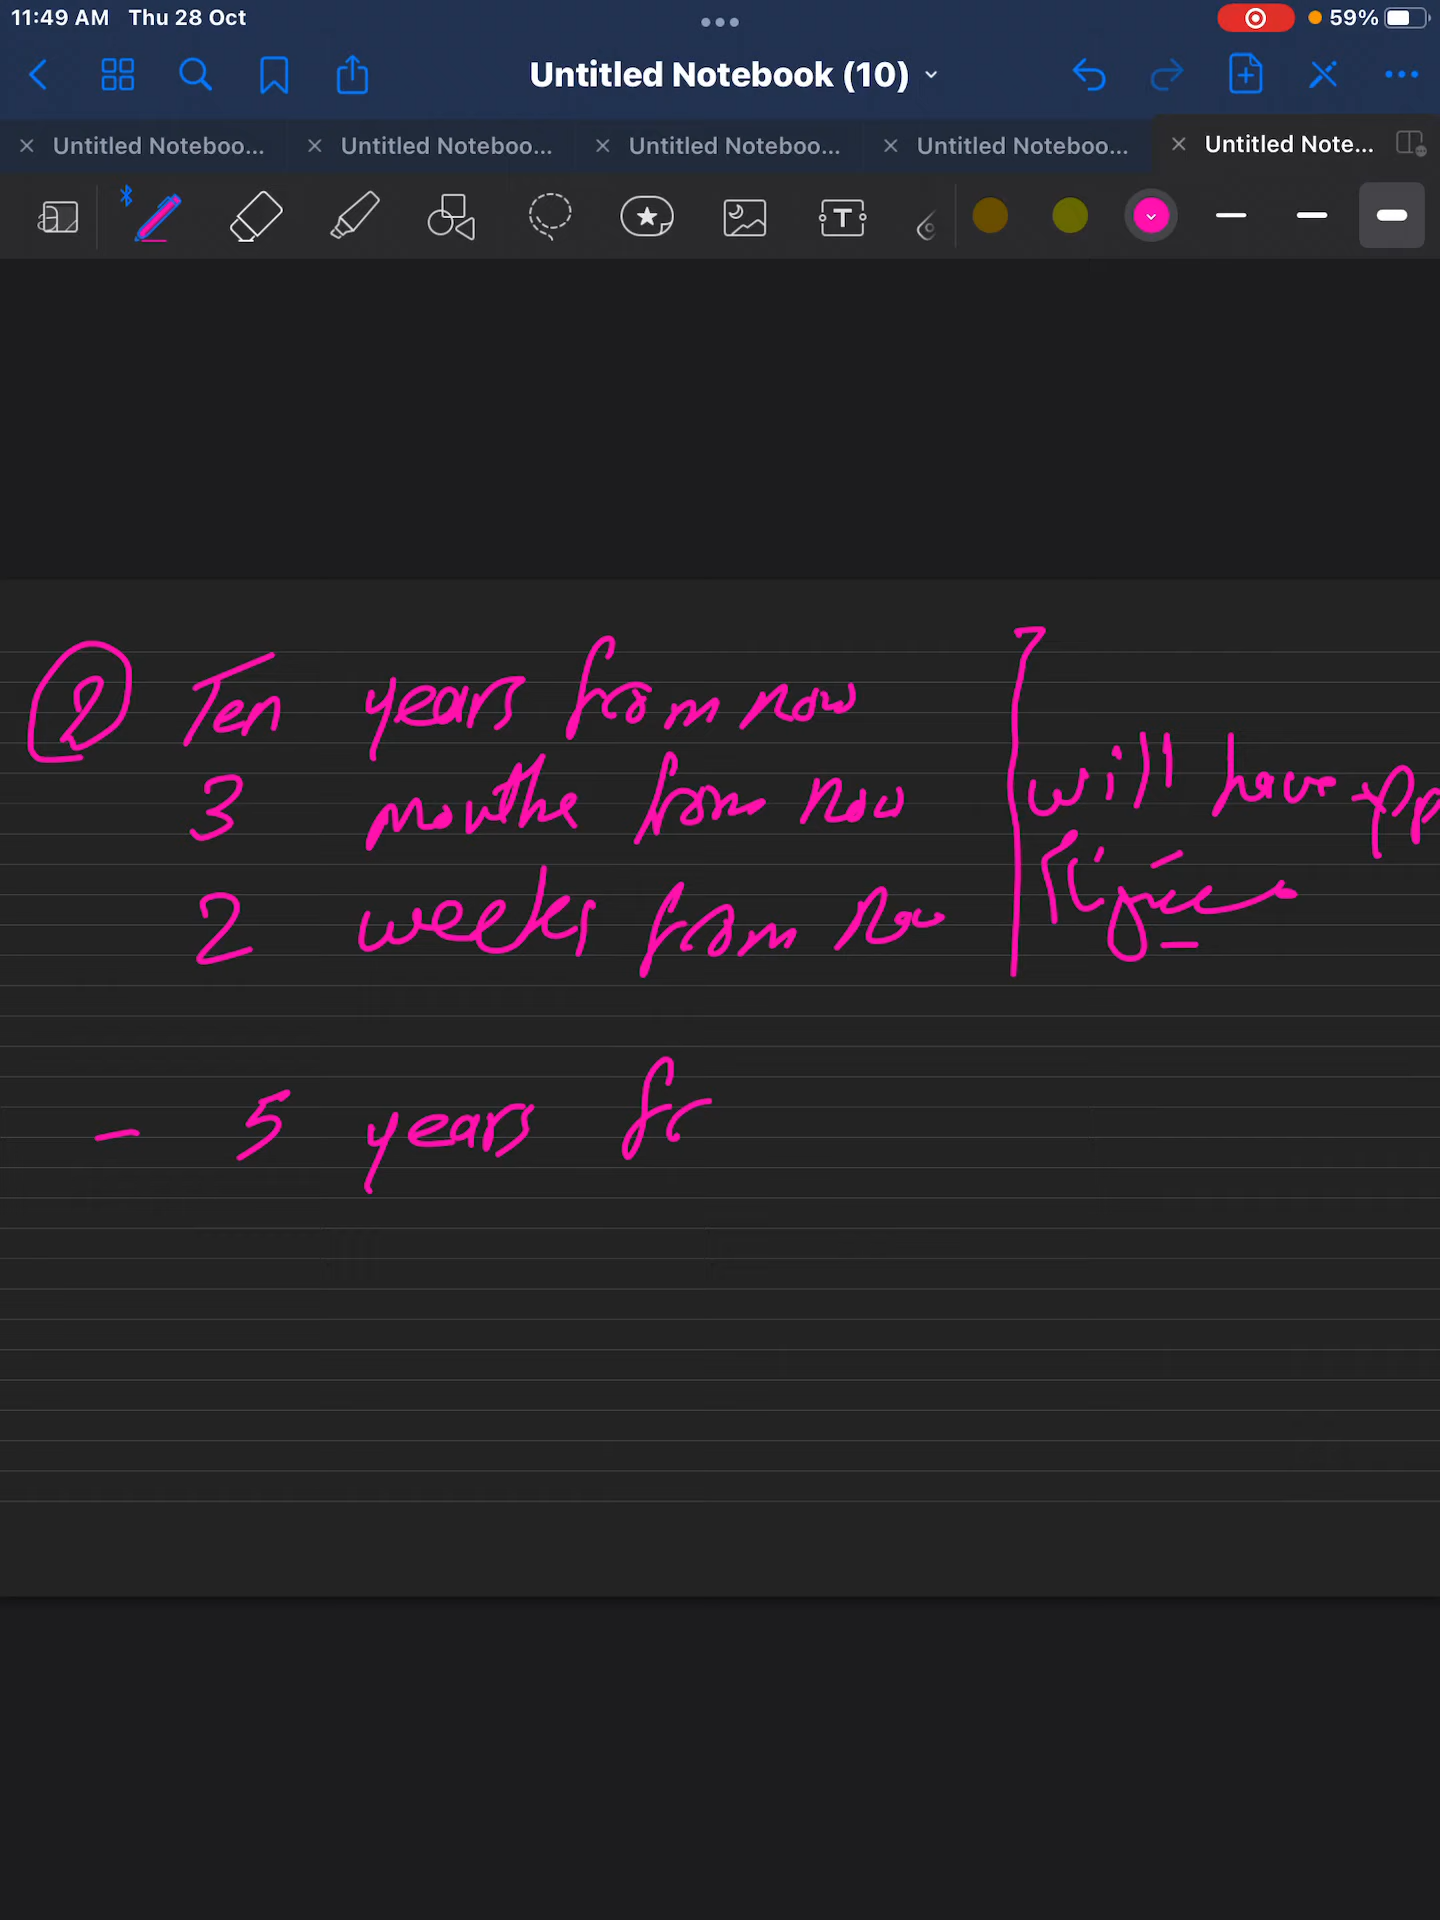 11:49 AM Thu 28 Oct
59%
Untitled Notebook (10)
Untitled Noteboo... Untitled Noteboo... Untitled Noteboo... Untitled Noteboo... Untitled Note...
T
2 Ten years from now
3 months from now will have
2 weeks from now
- 5 years fr